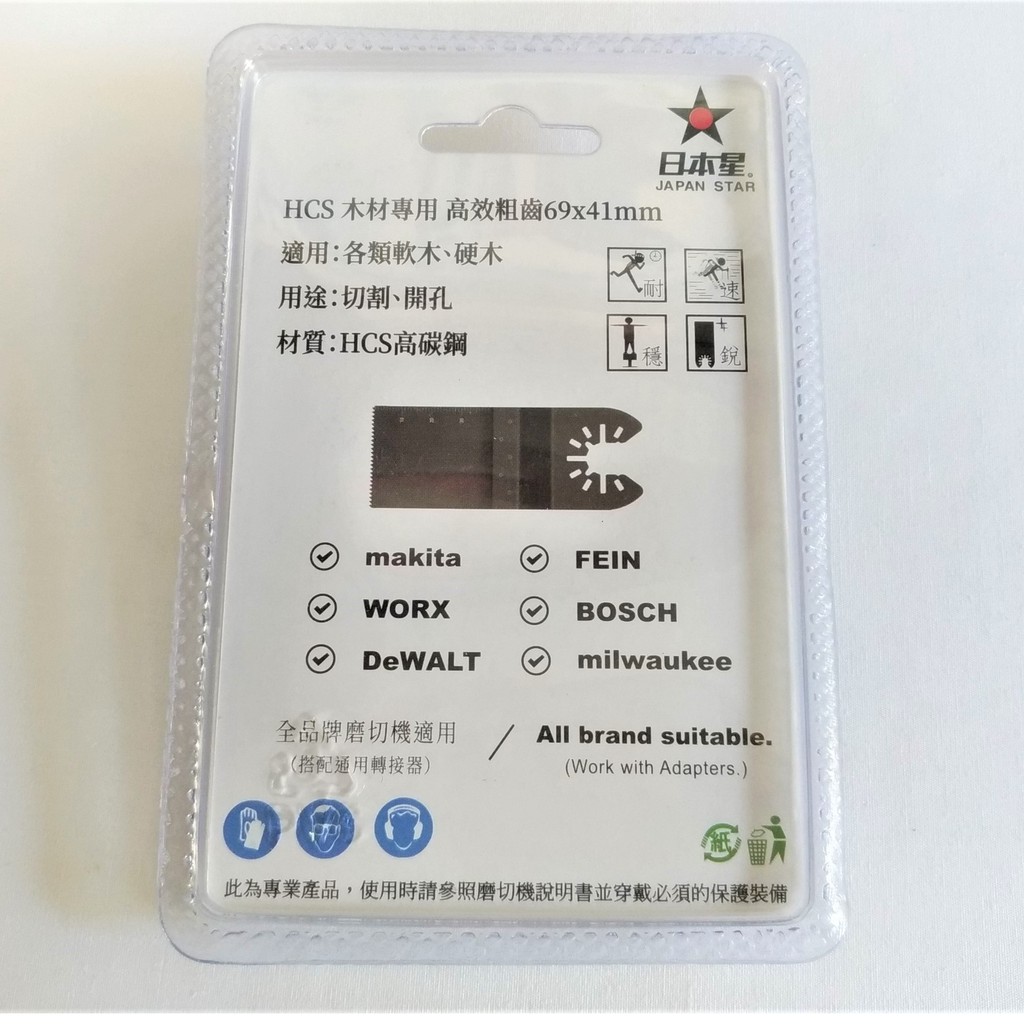 日本星®
JAPAN STAR
HCS 木材專用 高效粗齒69x41mm
適用:各類軟木、硬木
用途:切割、開孔
材質:HCS高碳鋼
耐
速
穩
銳
makita
FEIN
WORX
BOSCH
DeWALT
milwaukee
全品牌磨切機適用 / All brand suitable.
(搭配通用轉接器) (Work with Adapters.)
紙
此為專業產品，使用時請參照磨切機說明書並穿戴必須的保護裝備